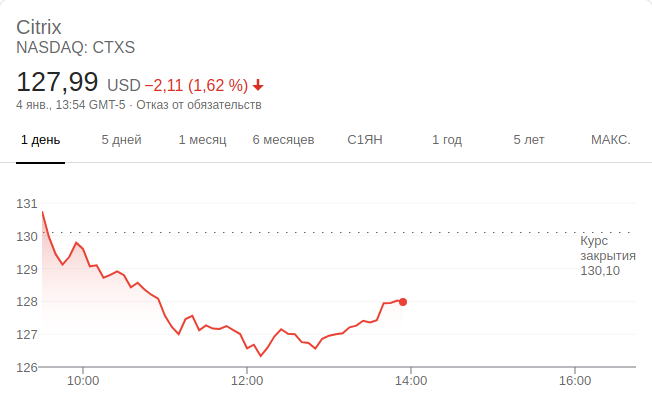 Citrix
NASDAQ: CTXS
127,99 USD −2,11 (1,62 %)
4 янв., 13:54 GMT-5 · Отказ от обязательств
1 день 5 дней 1 месяц 6 месяцев С1ЯН 1 год 5 лет МАКС.
131
130
Курс
закрытия
129
130,10
128
127
126
10:00 12:00 14:00 16:00